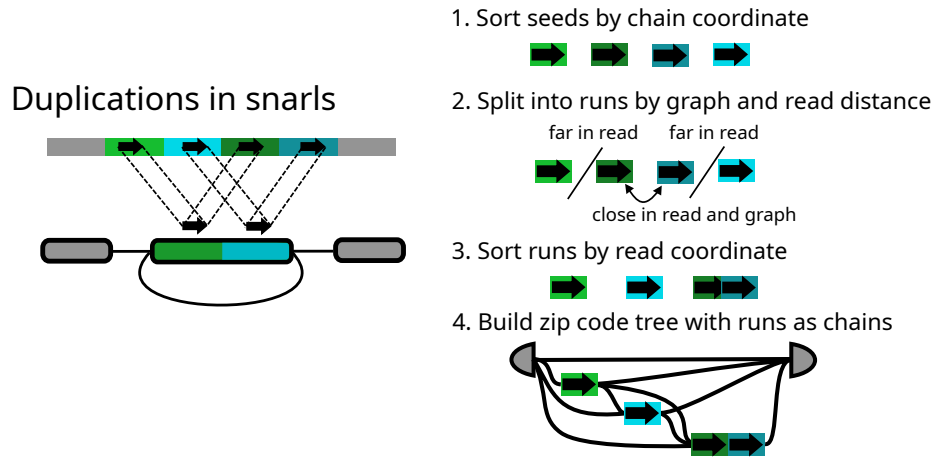 Duplications in snarls
1. Sort seeds by chain coordinate
2. Split into runs by graph and read distance
far in read
far in read
close in read and graph
3. Sort runs by read coordinate
4. Build zip code tree with runs as chains